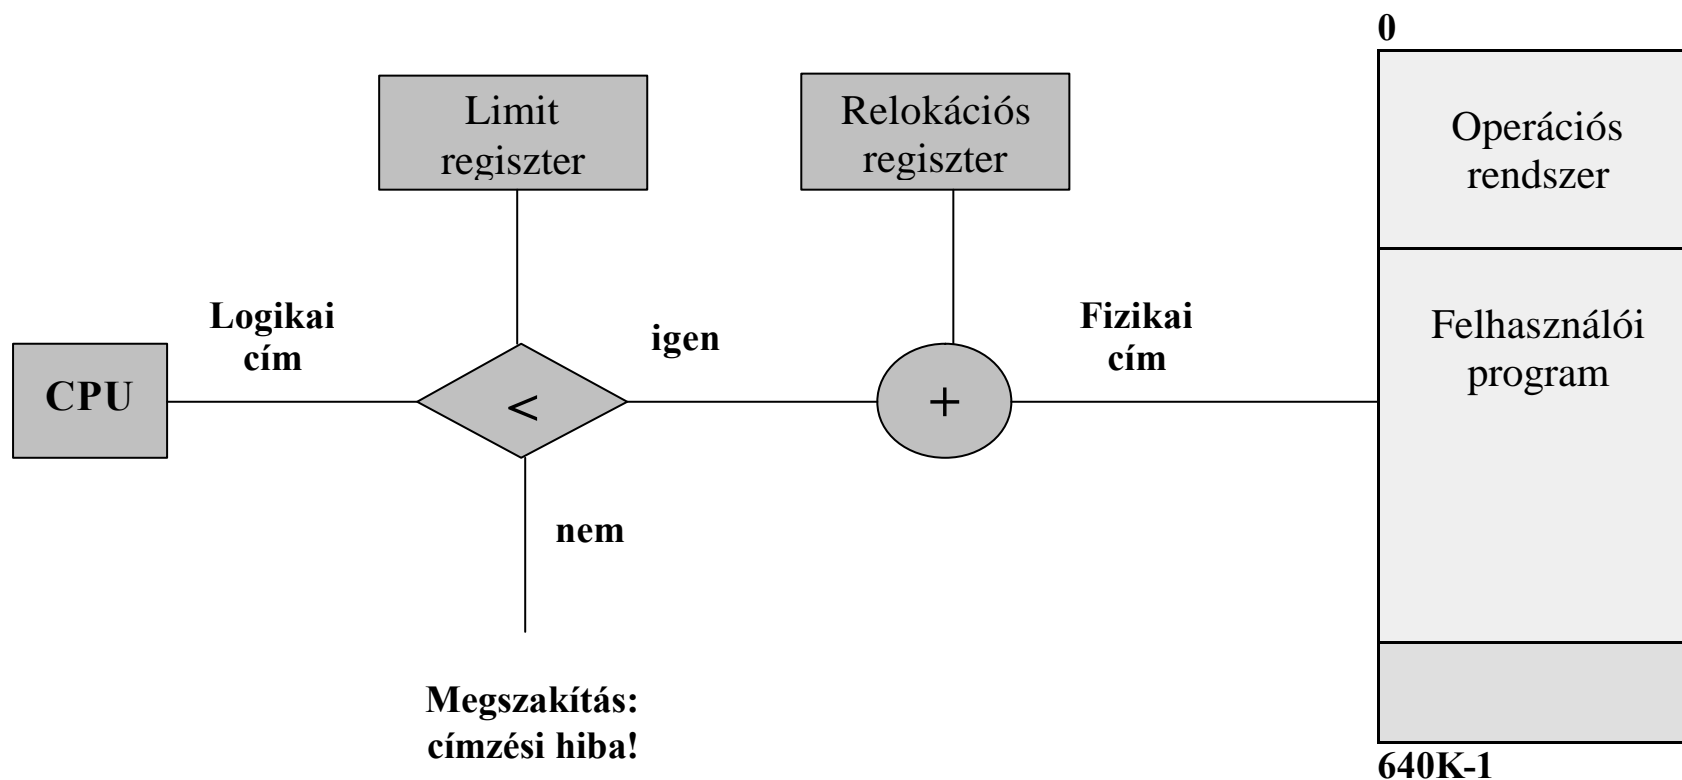 0
Limit
regiszter
Relokációs
regiszter
Operációs
rendszer
Logikai
cím
igen
Fizikai
cím
Felhasználói
program
CPU
<
+
nem
Megszakítás:
címzési hiba!
640K-1